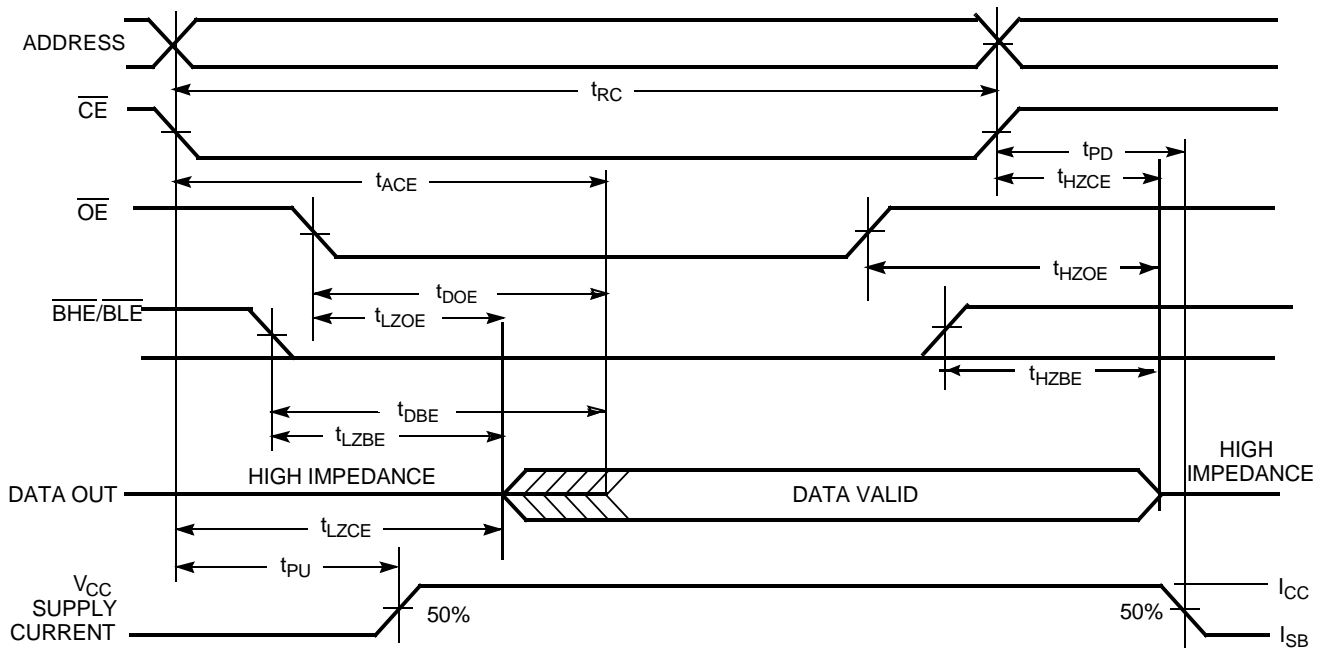 ADDRESS
tRC
CE
tPD
tACE
tHZCE
OE
tHZOE
tDOE
BHE/BLE
tLZOE
tHZBE
tDBE
tLZBE
HIGH IMPEDANCE
HIGH
IMPEDANCE
DATA OUT
DATA VALID
tLZCE
tPU
VCC
SUPPLY
CURRENT
50%
50%
ICC
ISB